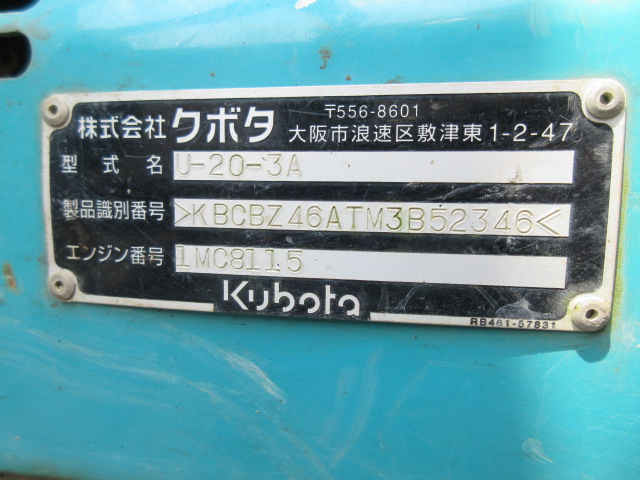 株式会社クボタ 〒556-8601
大阪市浪速区敷津東1-2-47
型式名 U-20-3A A
製品識別番号 >KBCBZ46ATM3B52346<
エンジン番号 1MC8115
Kubota
RB461-57831